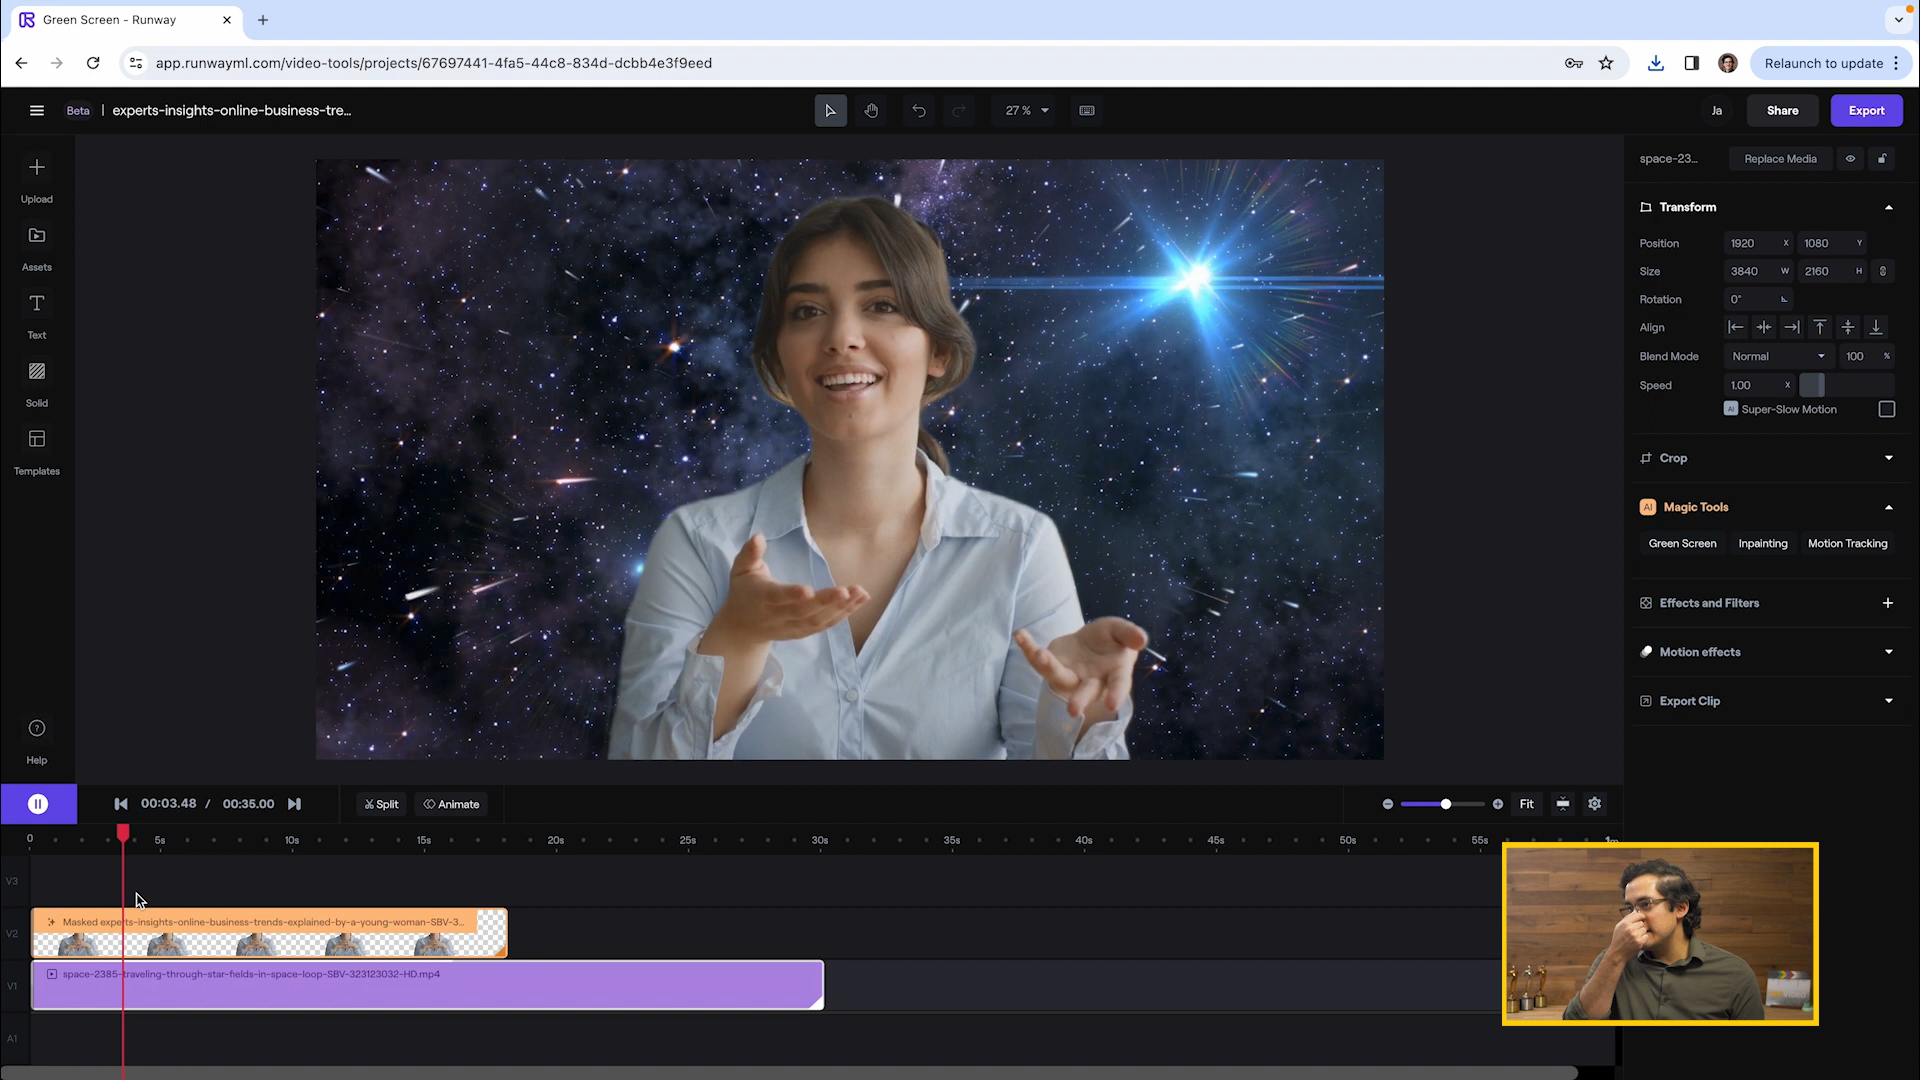 Green Screen - Runway
app.runwayml.com/video-tools/projects/67697441-4fa5-44c8-834d-dcbb4e3f9eed
Relaunch to update
Beta | experts-insights-online-business-tre...
27 %
Ja
Share
Export
Upload
Assets
Text
Solid
Templates
Help
space-23...
Replace Media
Transform
Position 1920 X 1080 Y
Size 3840 W 2160 H
Rotation 0°
Align
Blend Mode Normal 100 %
Speed 1.00 X
AI Super-Slow Motion
Crop
AI Magic Tools
Green Screen Inpainting Motion Tracking
Effects and Filters
Motion effects
Export Clip
00:03.48 / 00:35.00
Split
Animate
Fit
0 5s 10s 15s 20s 25s 30s 35s 40s 45s 50s 55s
V3
V2
Masked experts-insights-online-business-trends-explained-by-a-young-woman-SBV-3...
V1
space-2385-traveling-through-star-fields-in-space-loop-SBV-323123032-HD.mp4
A1